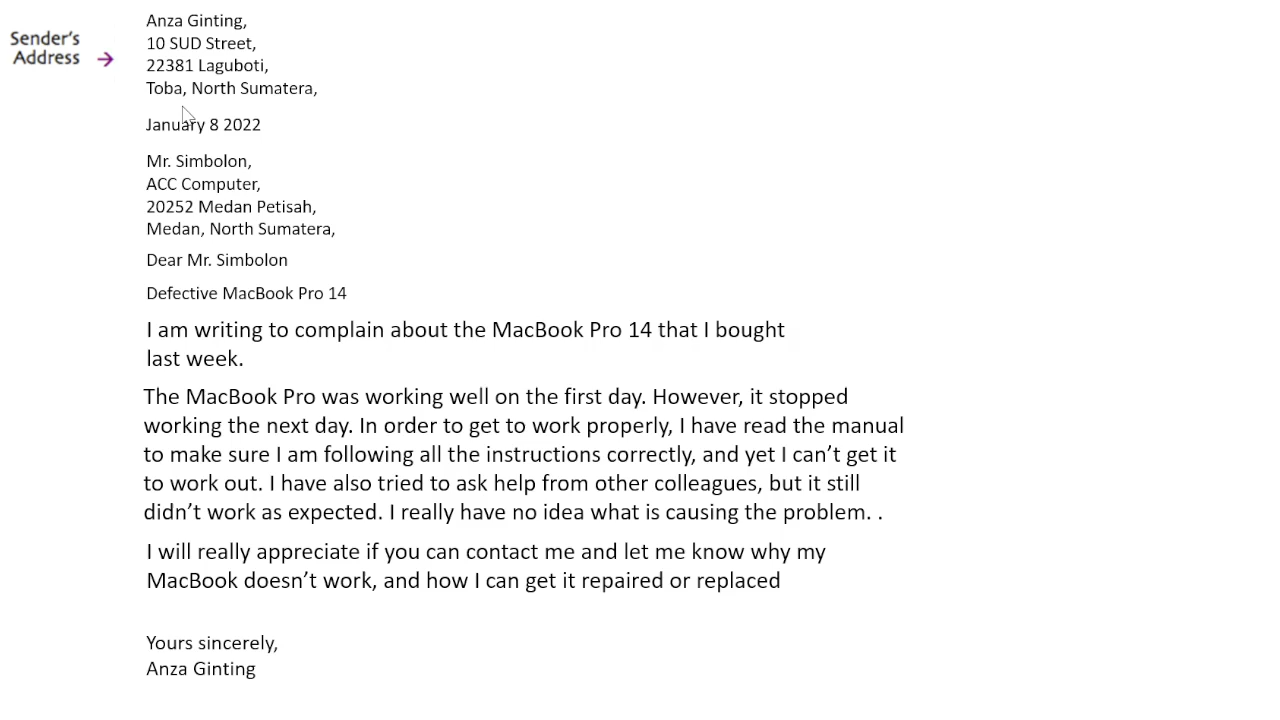 Sender's
Address →
Anza Ginting,
10 SUD Street,
22381 Laguboti,
Toba, North Sumatera,
January 8 2022
Mr. Simbolon,
ACC Computer,
20252 Medan Petisah,
Medan, North Sumatera,
Dear Mr. Simbolon
Defective MacBook Pro 14
I am writing to complain about the MacBook Pro 14 that I bought
last week.
The MacBook Pro was working well on the first day. However, it stopped
working the next day. In order to get to work properly, I have read the manual
to make sure I am following all the instructions correctly, and yet I can’t get it
to work out. I have also tried to ask help from other colleagues, but it still
didn’t work as expected. I really have no idea what is causing the problem. .
I will really appreciate if you can contact me and let me know why my
MacBook doesn’t work, and how I can get it repaired or replaced
Yours sincerely,
Anza Ginting